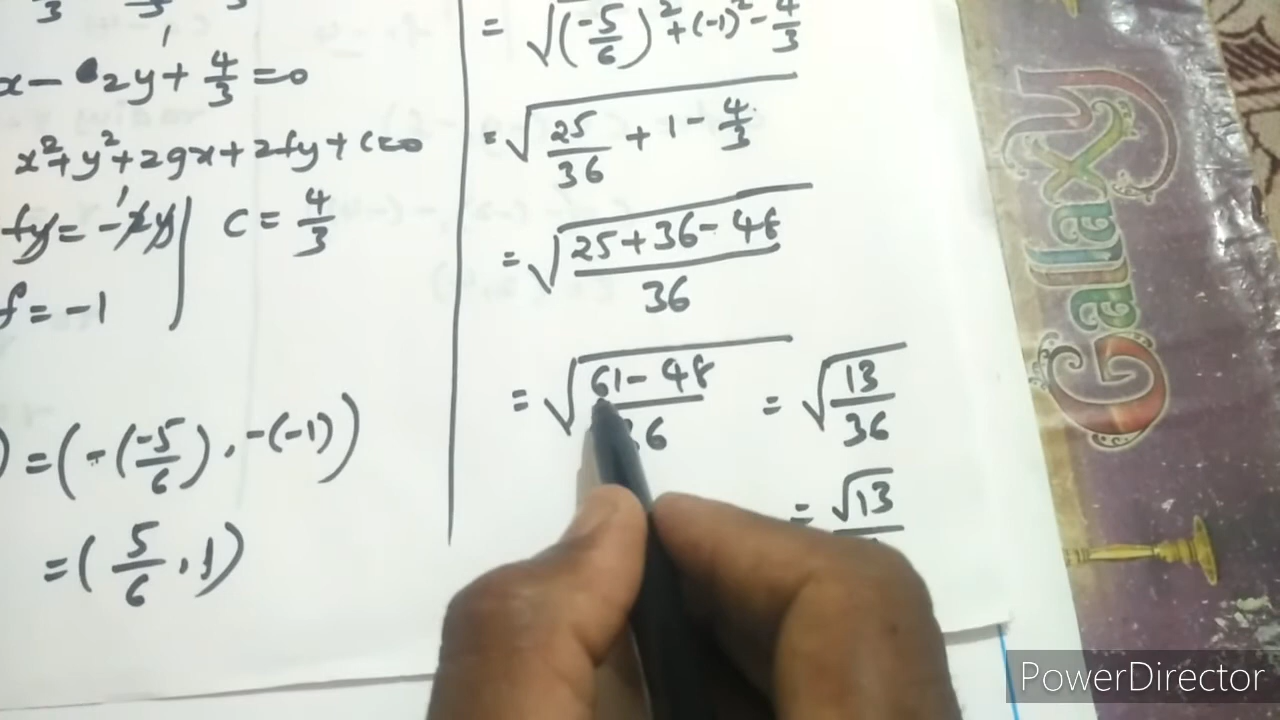 x - 2y + 4/3 = 0
x² + y² + 2gx + 2fy + c = 0
fy = -2y | c = 4/3
f = -1
) = (-(-5/6), -(-1))
= (5/6, 1)
= √((-5/6)² + (-1)² - 4/3
= √(25/36 + 1 - 4/3)
= √((25 + 36 - 48)/36)
= √((61 - 48)/36) = √(13/36)
= √13/
GallaxY
PowerDirector